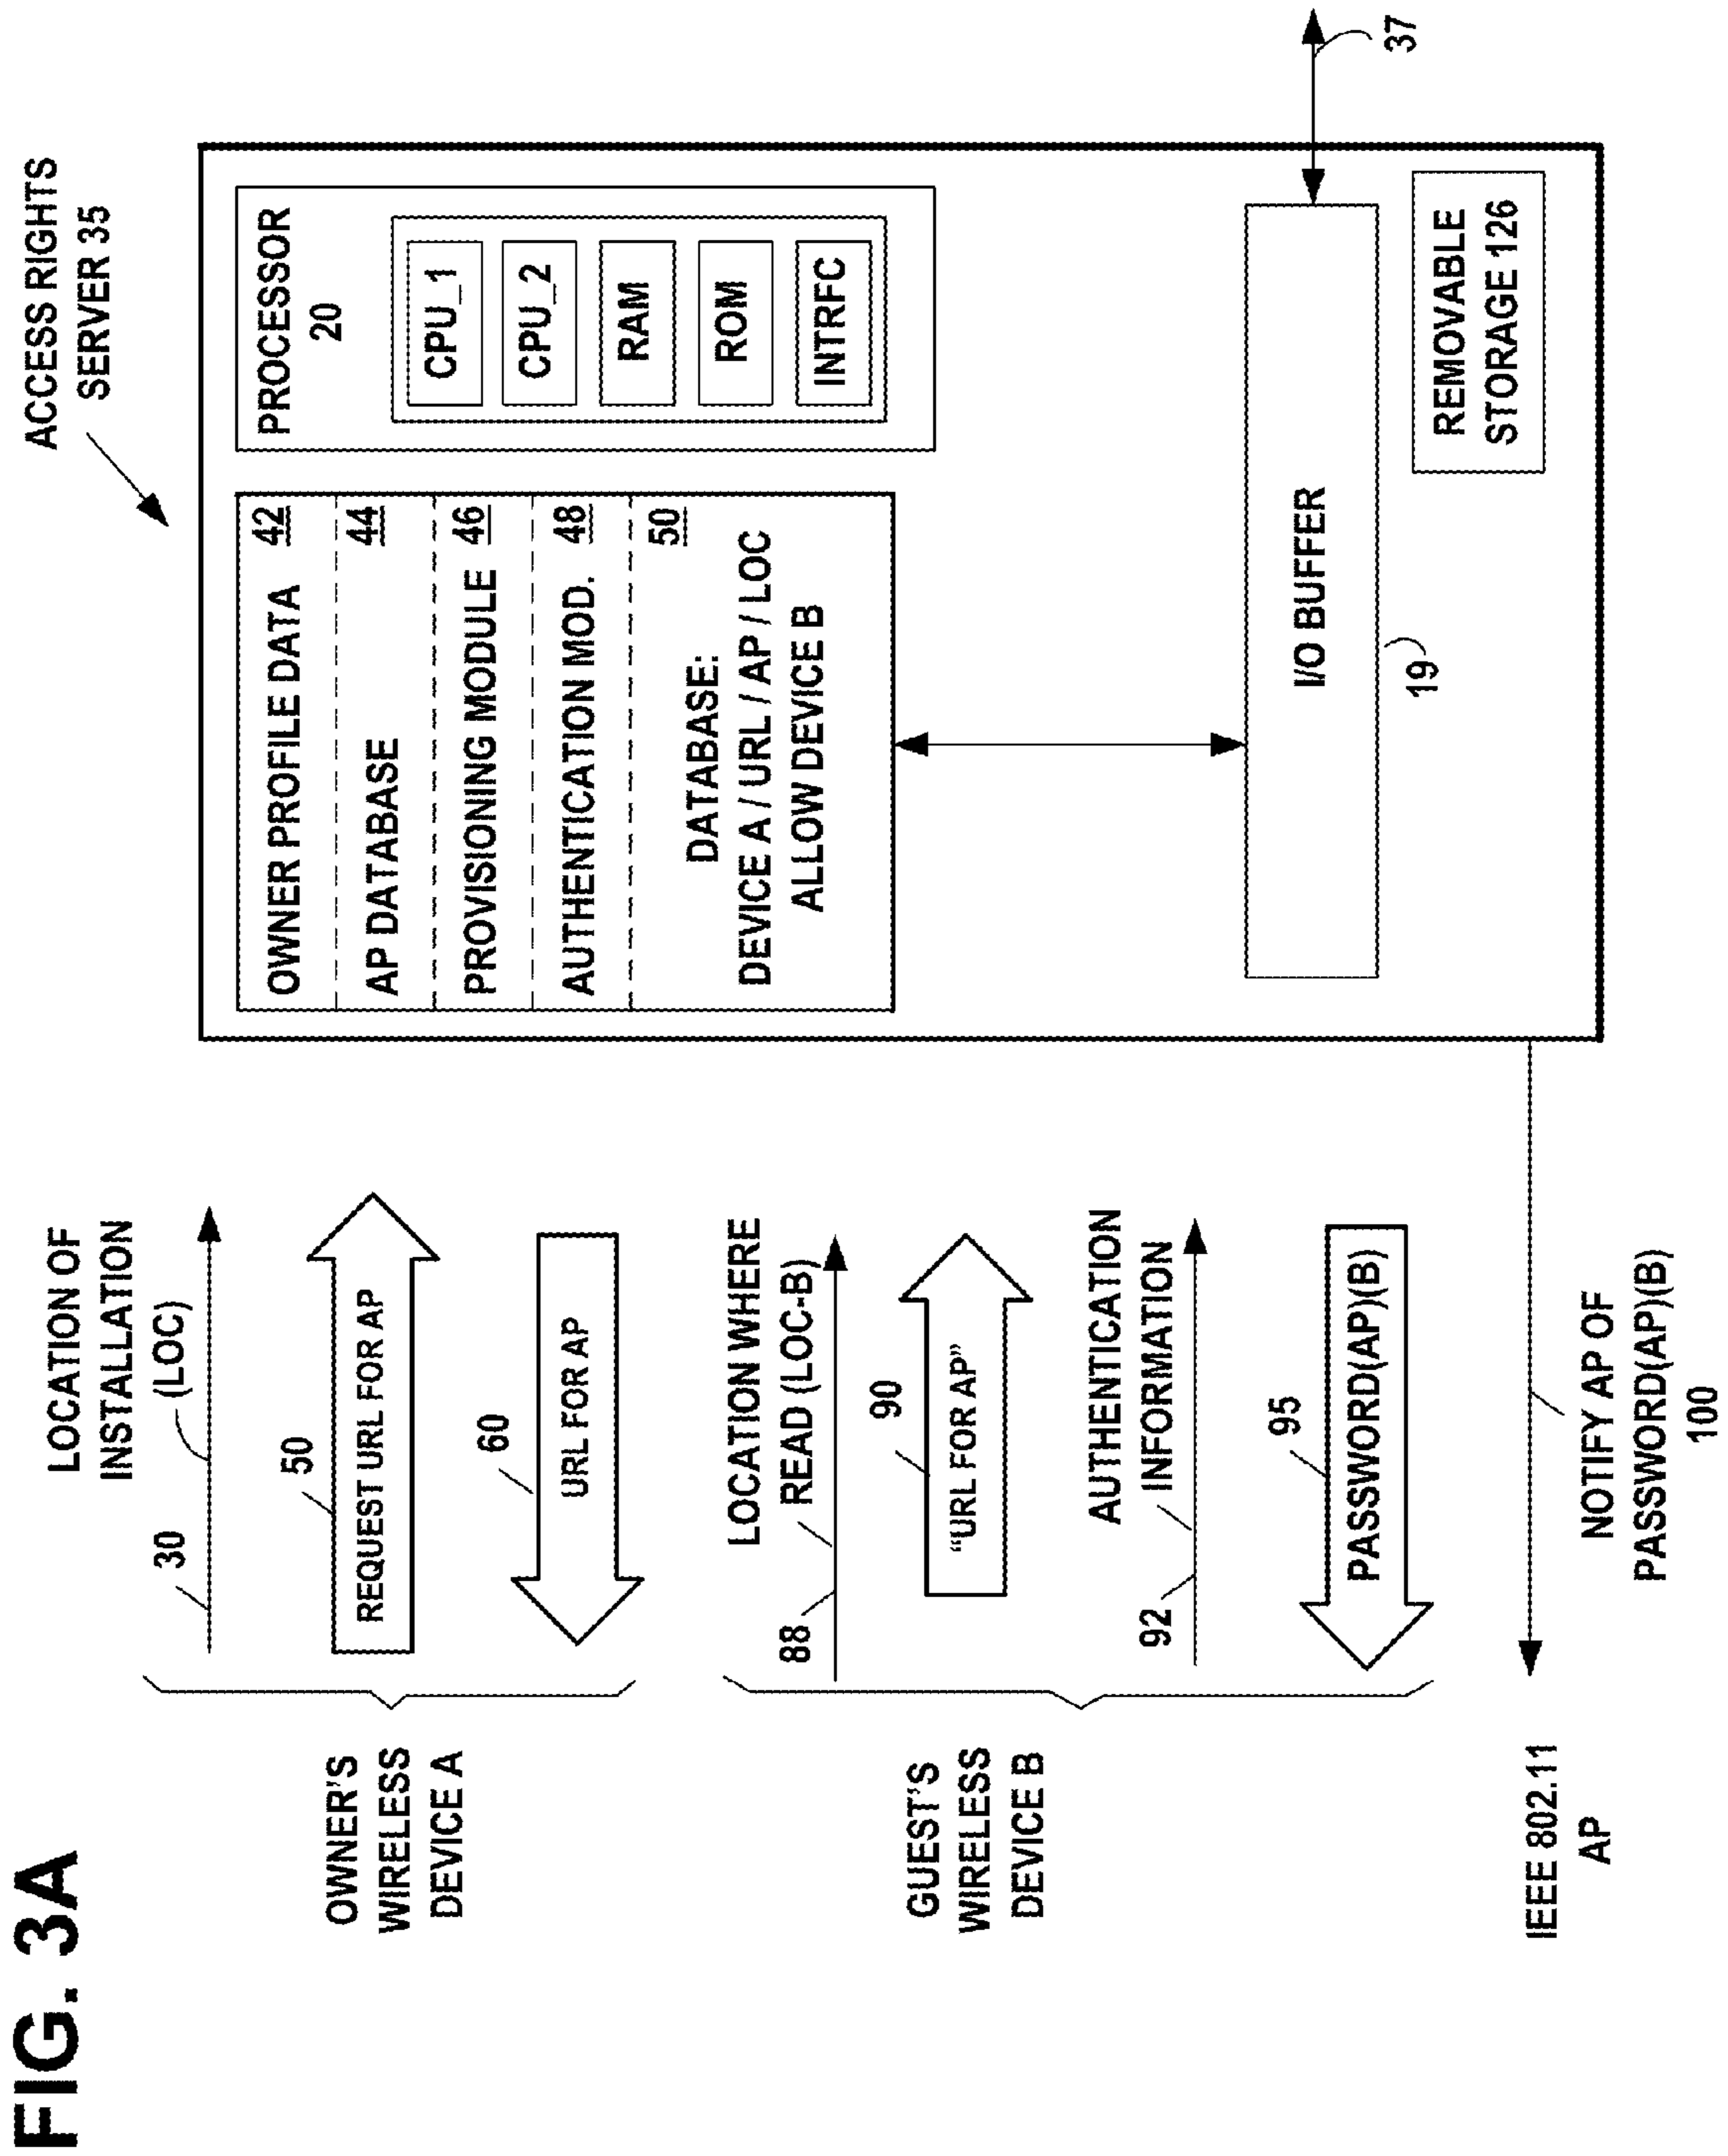 FIG. 3A
ACCESS RIGHTS
SERVER 35
OWNER'S
WIRELESS
DEVICE A
LOCATION OF
INSTALLATION
(LOC)
30
50
REQUEST URL FOR AP
60
URL FOR AP
GUEST'S
WIRELESS
DEVICE B
LOCATION WHERE
READ (LOC-B)
88
90
"URL FOR AP"
AUTHENTICATION
INFORMATION
92
95
PASSWORD(AP)(B)
IEEE 802.11
AP
NOTIFY AP OF
PASSWORD(AP)(B)
100
OWNER PROFILE DATA 42
AP DATABASE 44
PROVISIONING MODULE 46
AUTHENTICATION MOD. 48
50
DATABASE:
DEVICE A / URL / AP / LOC
ALLOW DEVICE B
PROCESSOR
20
CPU_1
CPU_2
RAM
ROM
INTRFC
I/O BUFFER
19
37
REMOVABLE
STORAGE 126